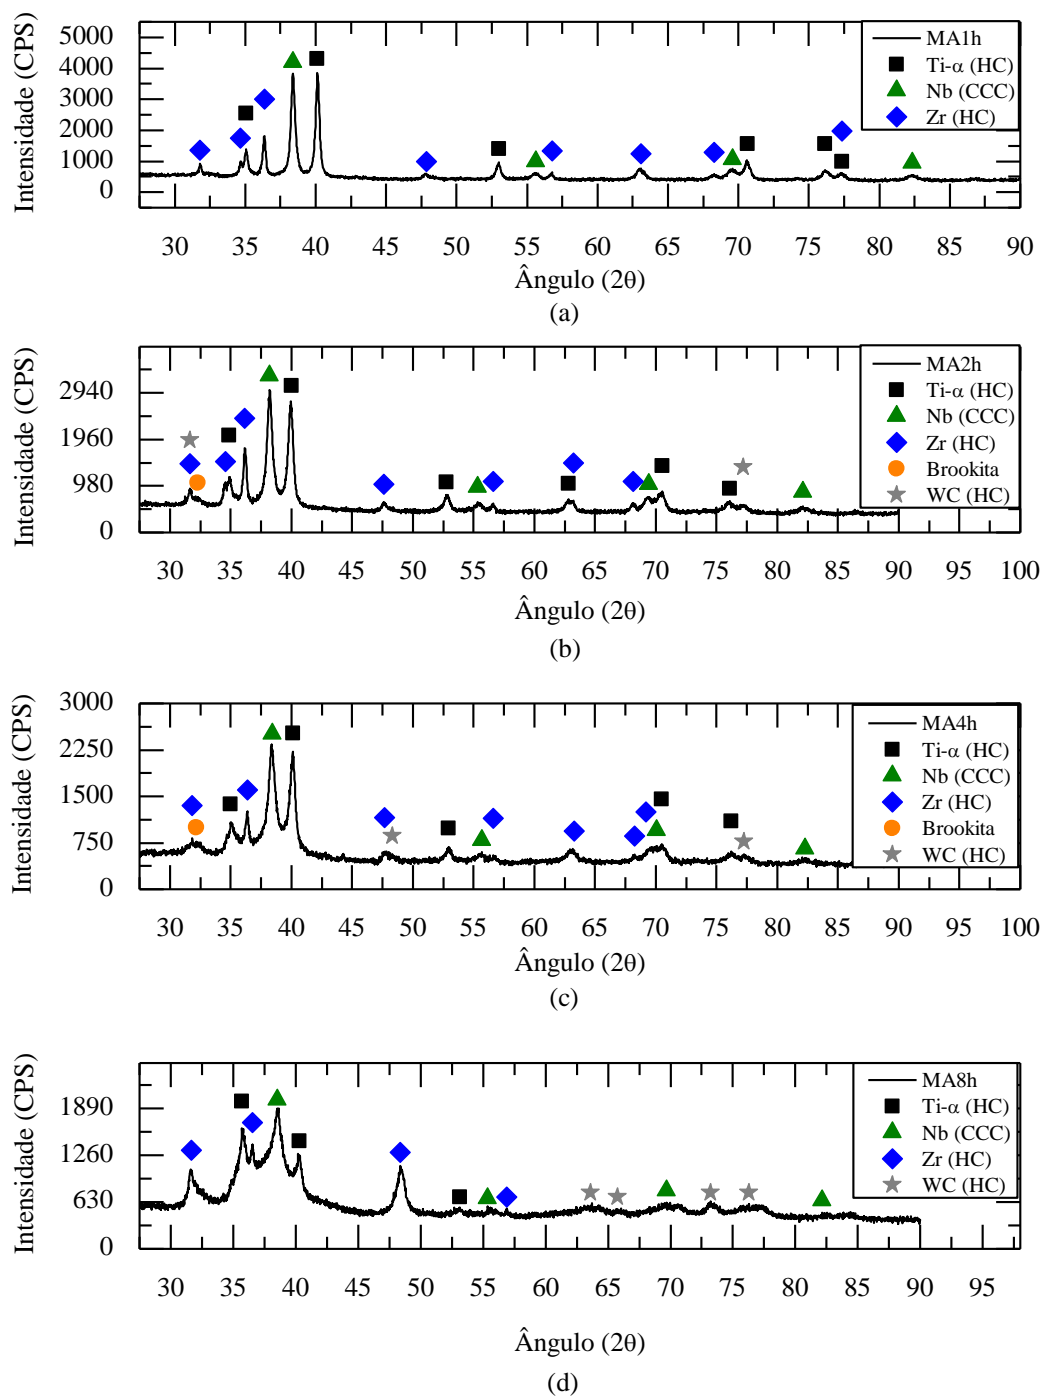 5000
4000
3000
2000
1000
0
Intensidade (CPS)
MA1h
Ti-α (HC)
Nb (CCC)
Zr (HC)
30 35 40 45 50 55 60 65 70 75 80 85 90
Ângulo (2θ)
(a)
2940
1960
980
0
Intensidade (CPS)
MA2h
Ti-α (HC)
Nb (CCC)
Zr (HC)
Brookita
WC (HC)
30 35 40 45 50 55 60 65 70 75 80 85 90 95 100
Ângulo (2θ)
(b)
3000
2250
1500
750
0
Intensidade (CPS)
MA4h
Ti-α (HC)
Nb (CCC)
Zr (HC)
Brookita
WC (HC)
30 35 40 45 50 55 60 65 70 75 80 85 90 95 100
Ângulo (2θ)
(c)
1890
1260
630
0
Intensidade (CPS)
MA8h
Ti-α (HC)
Nb (CCC)
Zr (HC)
WC (HC)
30 35 40 45 50 55 60 65 70 75 80 85 90 95
Ângulo (2θ)
(d)